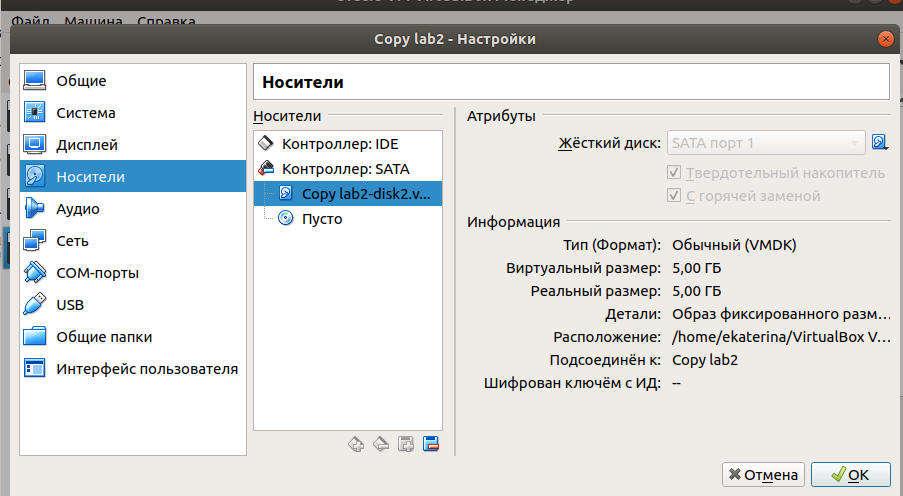 Файл Машина Справка
Copy lab2 - Настройки
Общие
Система
Дисплей
Носители
Аудио
Сеть
COM-порты
USB
Общие папки
Интерфейс пользователя
Носители
Носители
Контроллер: IDE
Контроллер: SATA
Copy lab2-disk2.v...
Пусто
Атрибуты
Жёсткий диск: SATA порт 1
Твердотельный накопитель
С горячей заменой
Информация
Тип (Формат): Обычный (VMDK)
Виртуальный размер: 5,00 ГБ
Реальный размер: 5,00 ГБ
Детали: Образ фиксированного разм...
Расположение: /home/ekaterina/VirtualBox V...
Подсоединён к: Copy lab2
Шифрован ключём с ИД: --
Отмена
OK